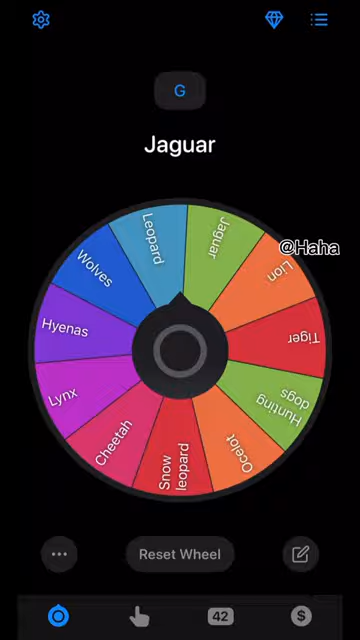 G
Jaguar
Leopard
Jaguar
@Haha
Lion
Wolves
Hyenas
Tiger
Lynx
Hunting
dogs
Cheetah
Snow
leopard
Ocelot
Reset Wheel
42
$